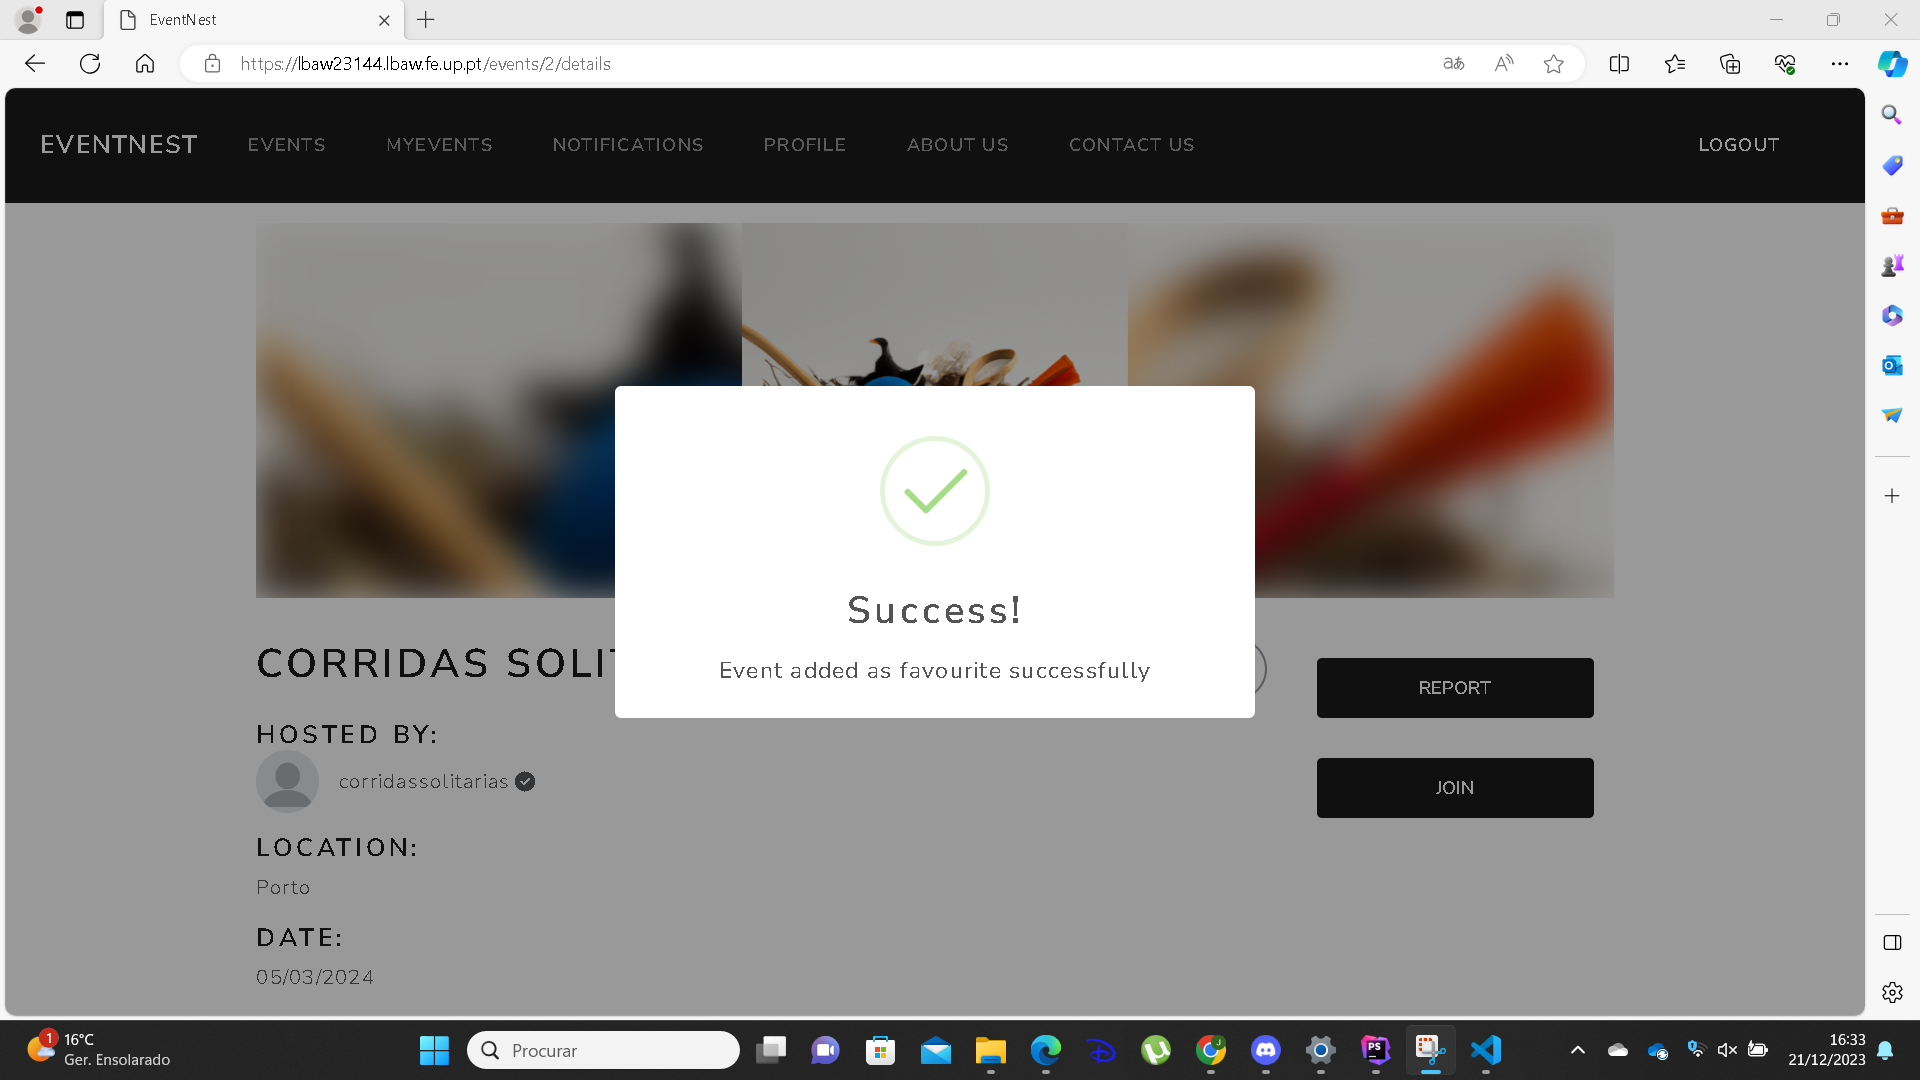 EventNest
https://lbaw23144.lbaw.fe.up.pt/events/2/details
EVENTNEST EVENTS MYEVENTS NOTIFICATIONS PROFILE ABOUT US CONTACT US LOGOUT
Success!
Event added as favourite successfully
CORRIDAS
REPORT
HOSTED BY:
corridassolitarias
JOIN
LOCATION:
Porto
DATE:
05/03/2024
1
16°C
Ger. Ensolarado
Procurar
PS
J
16:33
21/12/2023